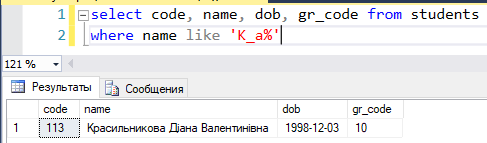 1 select code, name, dob, gr_code from students
2 where name like 'К_а%'
121 %
Результаты Сообщения
code name dob gr_code
1 113 Красильникова Діана Валентинівна 1998-12-03 10